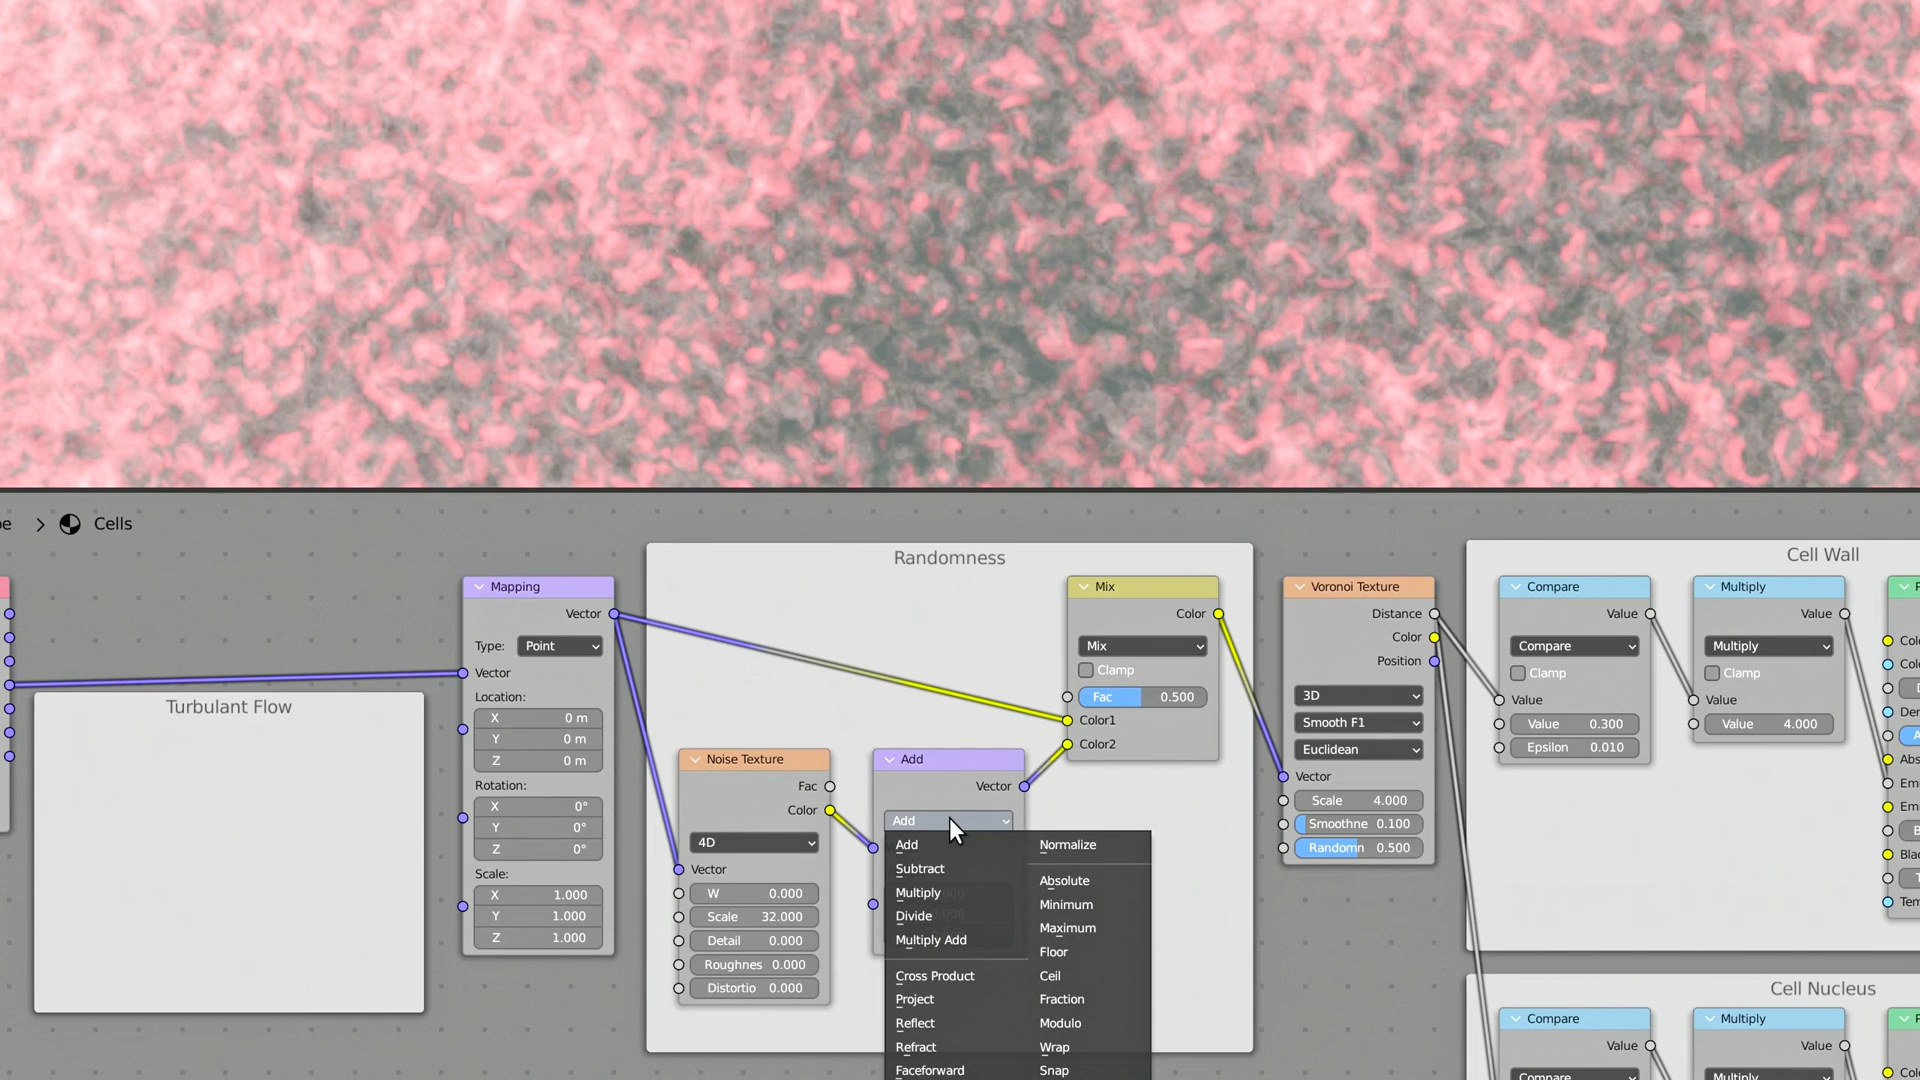 Cells
Randomness
Cell Wall
Mapping
Mix
Voronoi Texture
Compare
Multiply
Vector
Color
Distance
Value
Value
Color
Position
Type: Point
Mix
Compare
Multiply
Clamp
Clamp
Clamp
Vector
3D
Location:
Fac 0.500
Value
Value
Turbulant Flow
X 0 m
Color1
Smooth F1
Value 0.300
Value 4.000
Y 0 m
Color2
Euclidean
Epsilon 0.010
Z 0 m
Noise Texture
Add
Vector
Rotation:
Fac
Vector
Scale 4.000
X 0°
Color
Add
Smoothne 0.100
Y 0°
4D
Randomn 0.500
Z 0°
Vector
Scale:
W 0.000
X 1.000
Scale 32.000
Y 1.000
Detail 0.000
Z 1.000
Roughnes 0.000
Distortio 0.000
Add
Subtract
Multiply
Divide
Multiply Add
Cross Product
Project
Reflect
Refract
Faceforward
Normalize
Absolute
Minimum
Maximum
Floor
Ceil
Fraction
Modulo
Wrap
Snap
Cell Nucleus
Compare
Multiply
Value
Value
Compare
Multiply